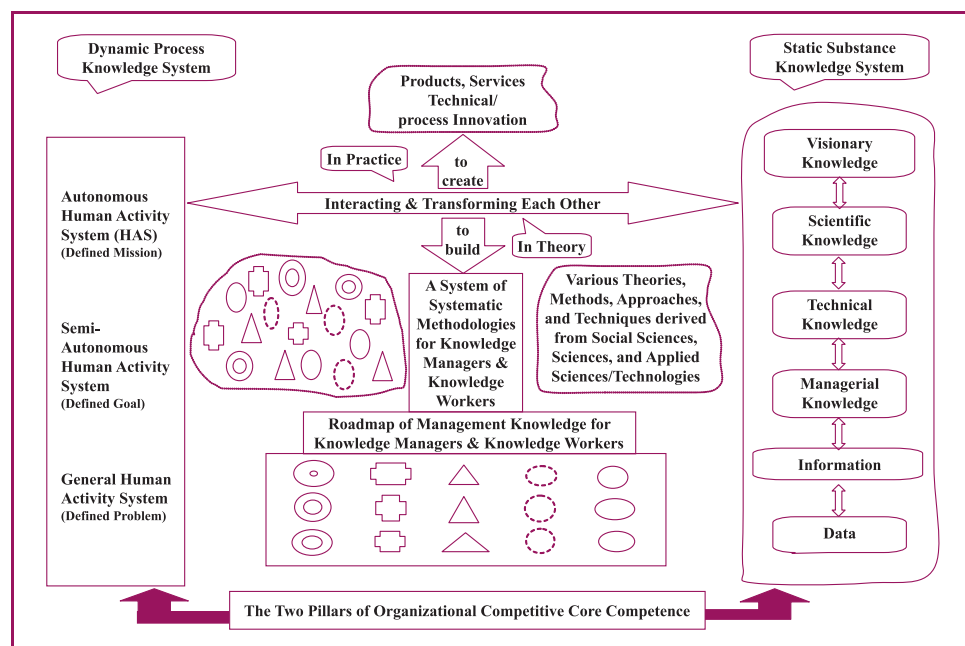 Dynamic Process
Knowledge System
Static Substance
Knowledge System
Products, Services
Technical/
process Innovation
In Practice
to
create
Interacting & Transforming Each Other
to
build
In Theory
Autonomous
Human Activity
System (HAS)
(Defined Mission)
Semi-
Autonomous
Human Activity
System
(Defined Goal)
General Human
Activity System
(Defined Problem)
A System of
Systematic
Methodologies
for Knowledge
Managers &
Knowledge
Workers
Various Theories,
Methods, Approaches,
and Techniques derived
from Social Sciences,
Sciences, and Applied
Sciences/Technologies
Roadmap of Management Knowledge for
Knowledge Managers & Knowledge Workers
Visionary
Knowledge
Scientific
Knowledge
Technical
Knowledge
Managerial
Knowledge
Information
Data
The Two Pillars of Organizational Competitive Core Competence